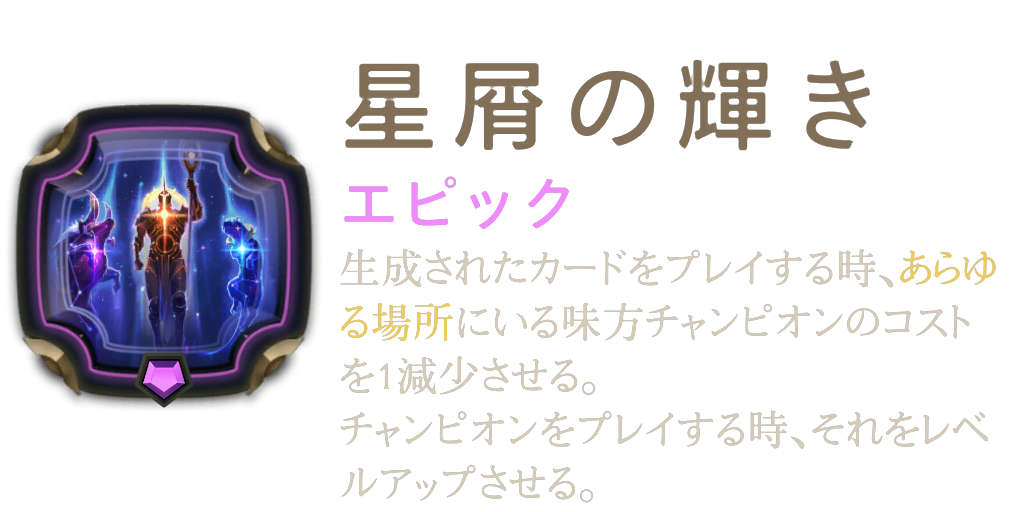 星屑の輝き
エピック
生成されたカードをプレイする時、あらゆ
る場所にいる味方チャンピオンのコスト
を1減少させる。
チャンピオンをプレイする時、それをレベ
ルアップさせる。